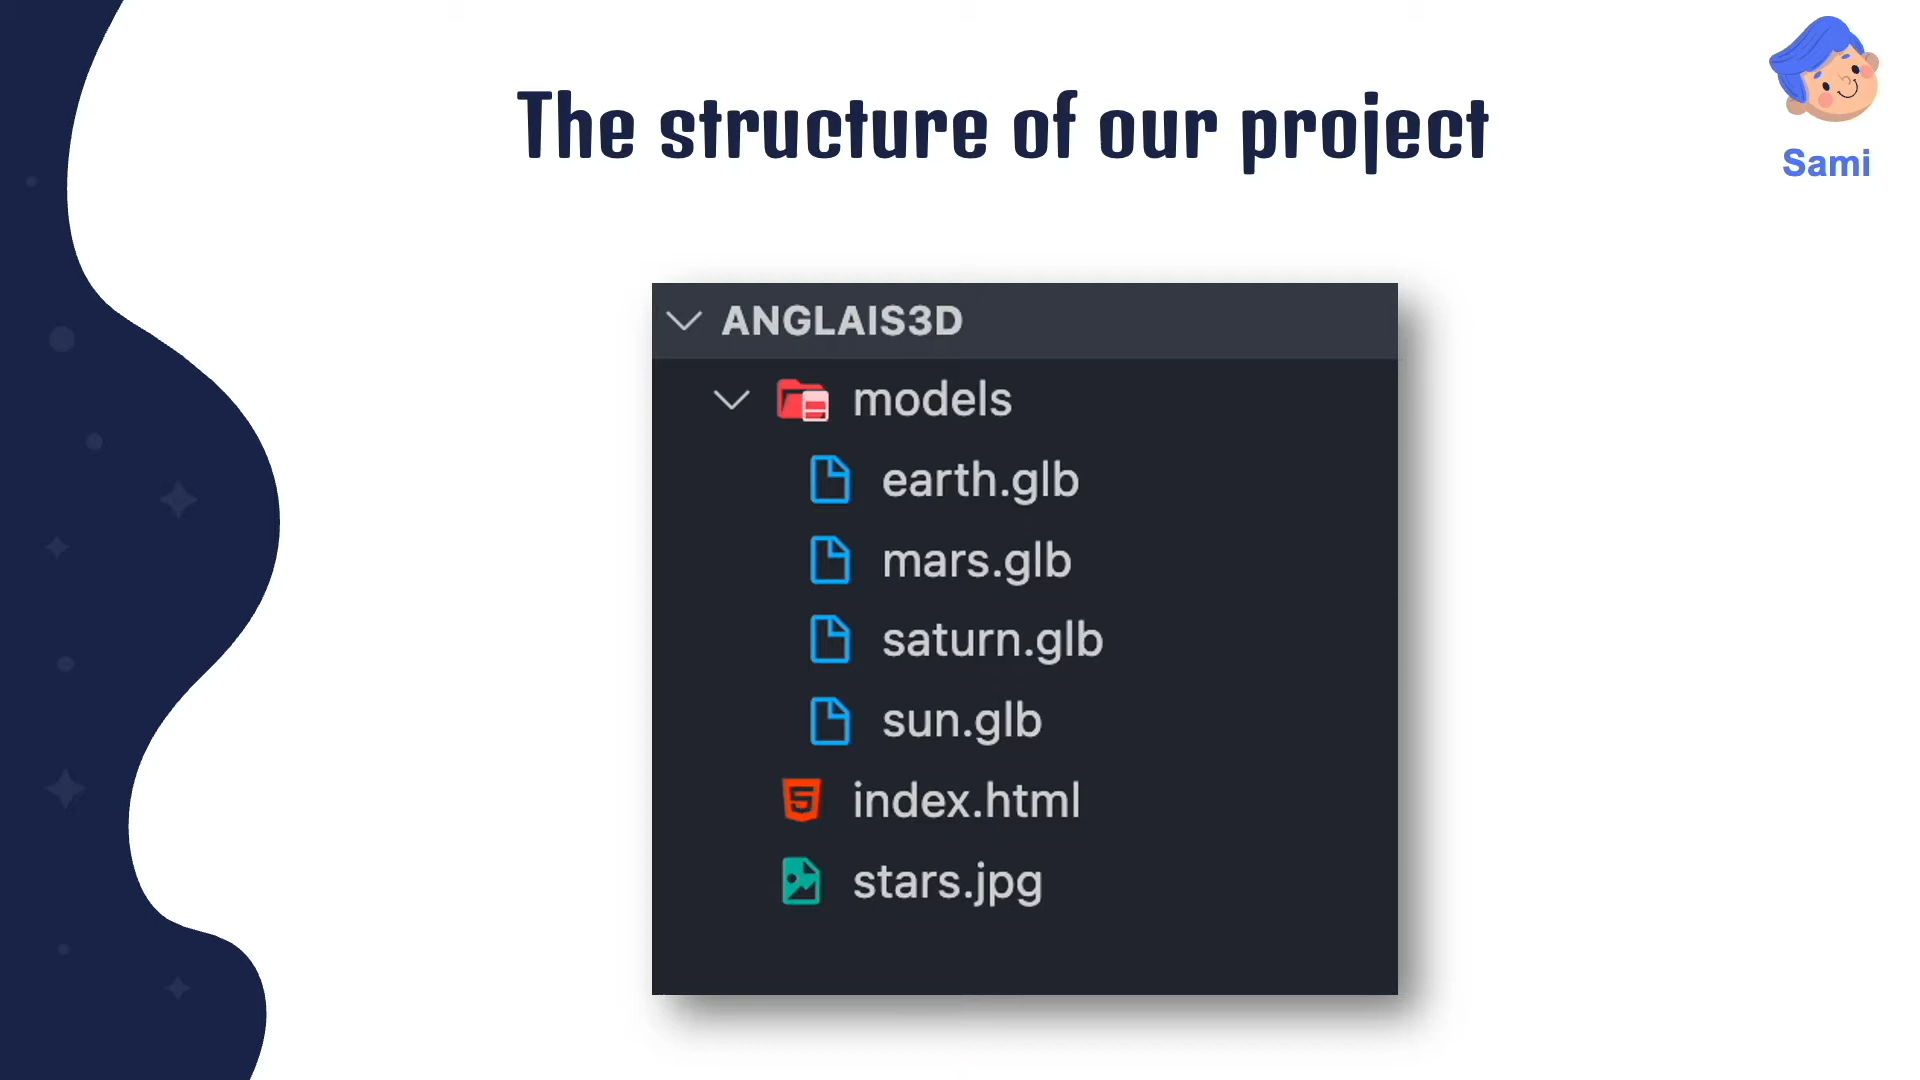 The structure of our project
Sami
ANGLAIS3D
models
earth.glb
mars.glb
saturn.glb
sun.glb
index.html
stars.jpg